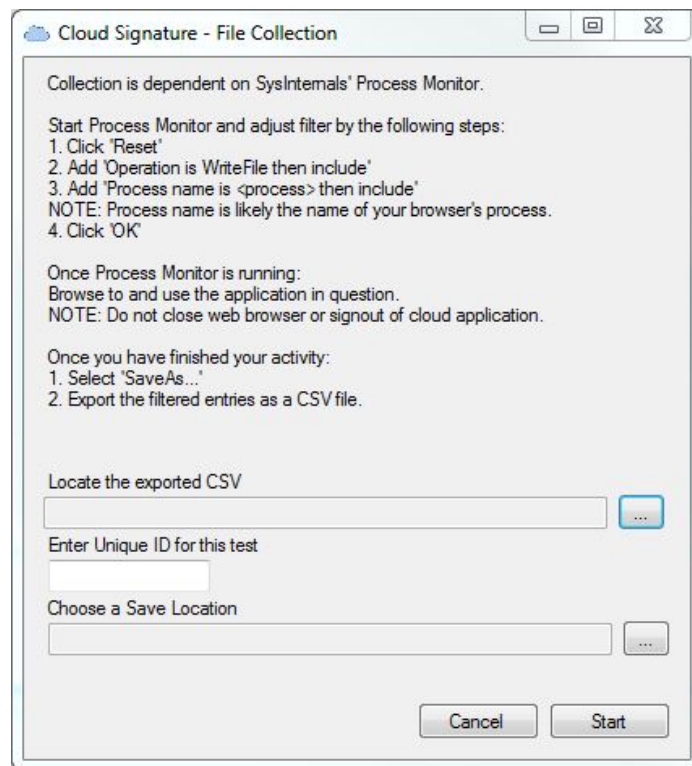 Cloud Signature - File Collection
Collection is dependent on SysInternals' Process Monitor.
Start Process Monitor and adjust filter by the following steps:
1. Click 'Reset'
2. Add 'Operation is WriteFile then include'
3. Add 'Process name is <process> then include'
NOTE: Process name is likely the name of your browser's process.
4. Click 'OK'
Once Process Monitor is running:
Browse to and use the application in question.
NOTE: Do not close web browser or signout of cloud application.
Once you have finished your activity:
1. Select 'SaveAs...'
2. Export the filtered entries as a CSV file.
Locate the exported CSV
...
Enter Unique ID for this test
Choose a Save Location
...
Cancel Start